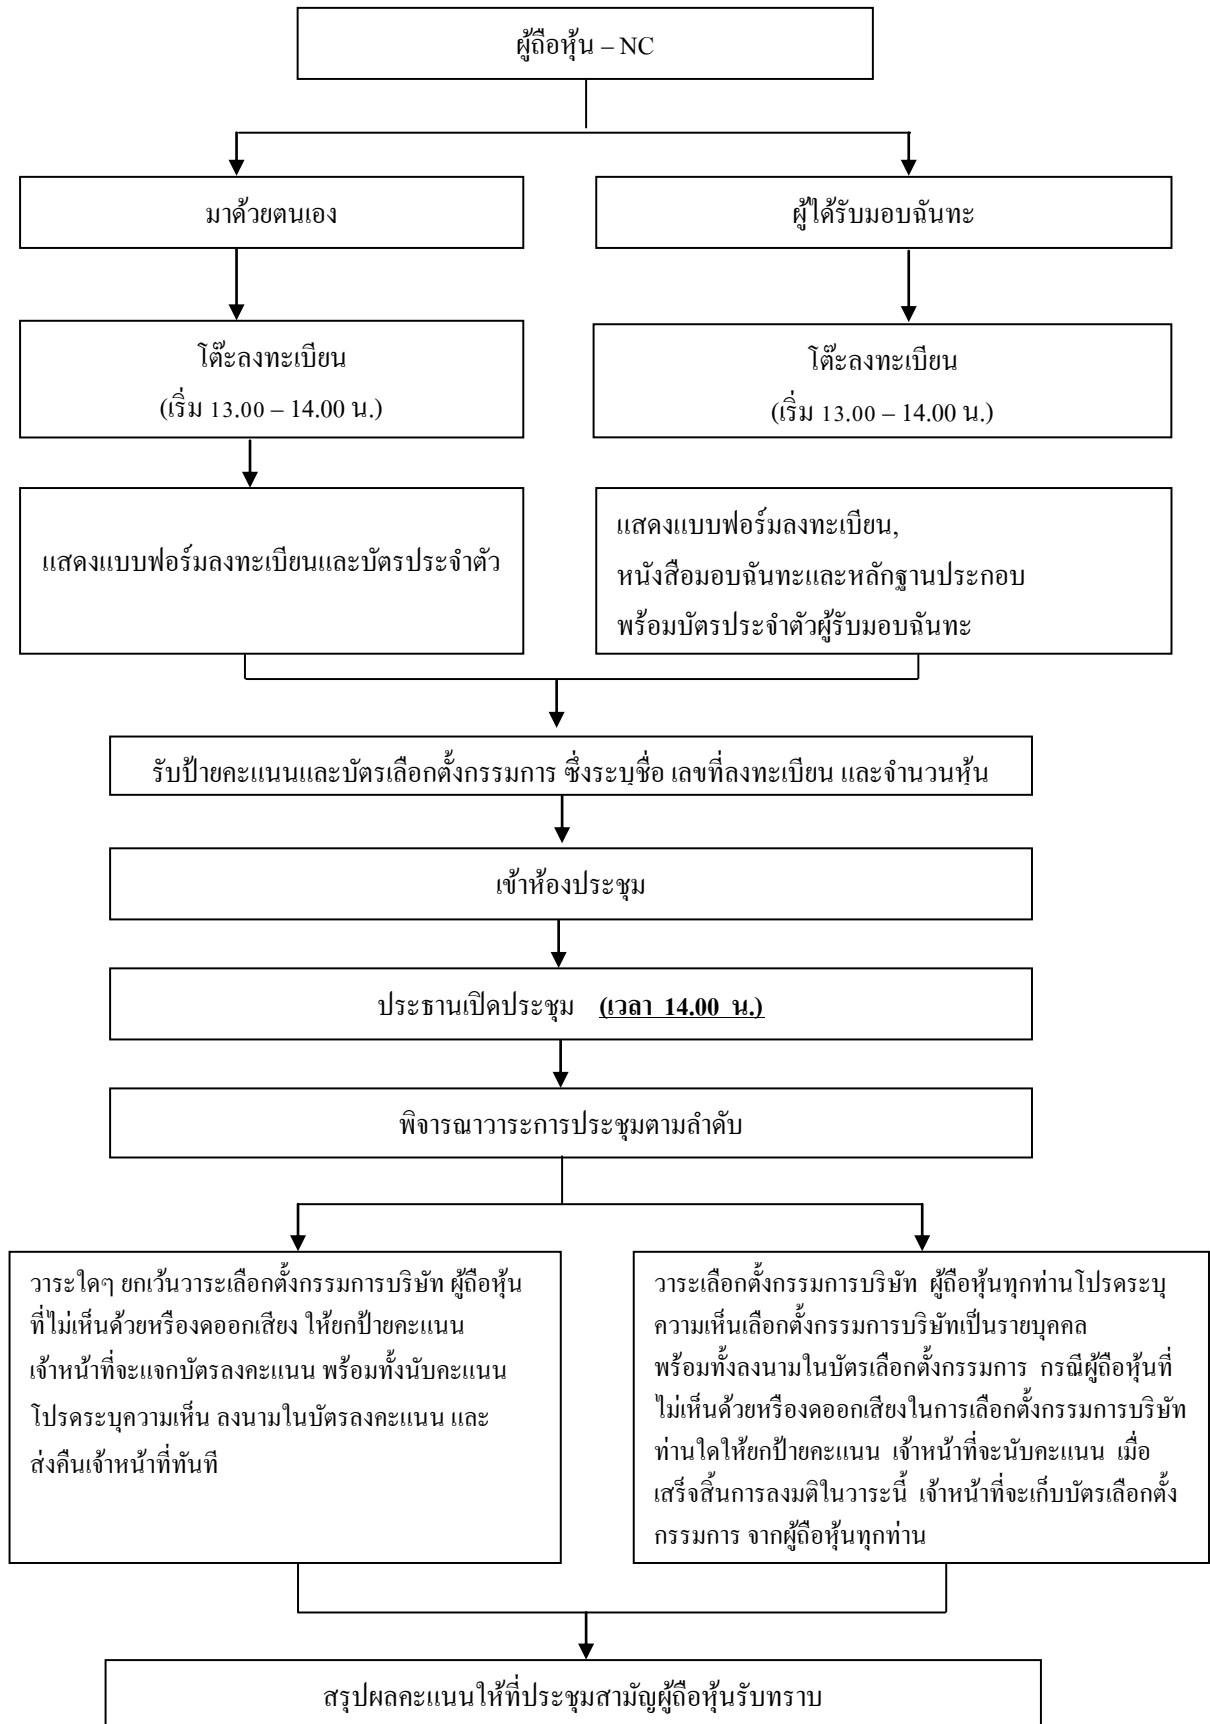 ผู้ถือหุ้น – NC
มาด้วยตนเอง
ผู้ได้รับมอบฉันทะ
โต๊ะลงทะเบียน
(เริ่ม 13.00 – 14.00 น.)
โต๊ะลงทะเบียน
(เริ่ม 13.00 – 14.00 น.)
แสดงแบบฟอร์มลงทะเบียนและบัตรประจำตัว
แสดงแบบฟอร์มลงทะเบียน,
หนังสือมอบฉันทะและหลักฐานประกอบ
พร้อมบัตรประจำตัวผู้รับมอบฉันทะ
รับป้ายคะแนนและบัตรเลือกตั้งกรรมการ ซึ่งระบุชื่อ เลขที่ลงทะเบียน และจำนวนหุ้น
เข้าห้องประชุม
ประธานเปิดประชุม (เวลา 14.00 น.)
พิจารณาวาระการประชุมตามลำดับ
วาระใดๆ ยกเว้นวาระเลือกตั้งกรรมการบริษัท ผู้ถือหุ้น
ที่ไม่เห็นด้วยหรืองดออกเสียง ให้ยกป้ายคะแนน
เจ้าหน้าที่จะแจกบัตรลงคะแนน พร้อมทั้งนับคะแนน
โปรดระบุความเห็น ลงนามในบัตรลงคะแนน และ
ส่งคืนเจ้าหน้าที่ทันที
วาระเลือกตั้งกรรมการบริษัท ผู้ถือหุ้นทุกท่านโปรดระบุ
ความเห็นเลือกตั้งกรรมการบริษัทเป็นรายบุคคล
พร้อมทั้งลงนามในบัตรเลือกตั้งกรรมการ กรณีผู้ถือหุ้นที่
ไม่เห็นด้วยหรืองดออกเสียงในการเลือกตั้งกรรมการบริษัท
ท่านใดให้ยกป้ายคะแนน เจ้าหน้าที่จะนับคะแนน เมื่อ
เสร็จสิ้นการลงมติในวาระนี้ เจ้าหน้าที่จะเก็บบัตรเลือกตั้ง
กรรมการ จากผู้ถือหุ้นทุกท่าน
สรุปผลคะแนนให้ที่ประชุมสามัญผู้ถือหุ้นรับทราบ